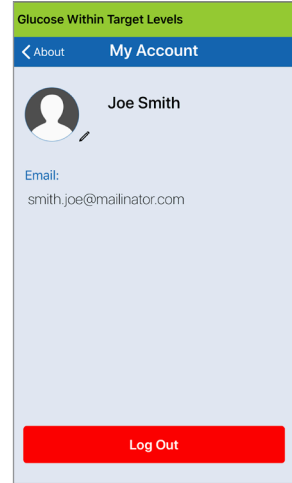 Glucose Within Target Levels
About
My Account
Joe Smith
Email:
smith.joe@mailinator.com
Log Out